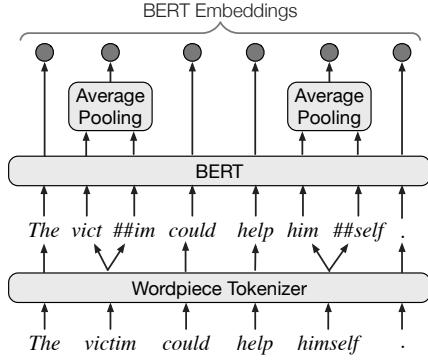 BERT Embeddings
Average Pooling
Average Pooling
BERT
The vict ##im could help him ##self .
Wordpiece Tokenizer
The victim could help himself .